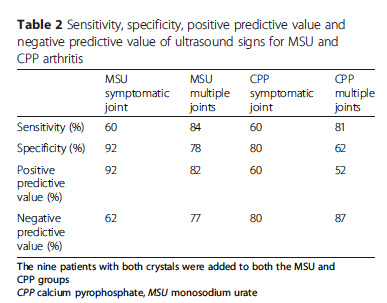 Table 2 Sensitivity, specificity, positive predictive value and
negative predictive value of ultrasound signs for MSU and
CPP arthritis
MSU symptomatic joint MSU multiple joints CPP symptomatic joint CPP multiple joints
Sensitivity (%) 60 84 60 81
Specificity (%) 92 78 80 62
Positive predictive value (%) 92 82 60 52
Negative predictive value (%) 62 77 80 87
The nine patients with both crystals were added to both the MSU and
CPP groups
CPP calcium pyrophosphate, MSU monosodium urate